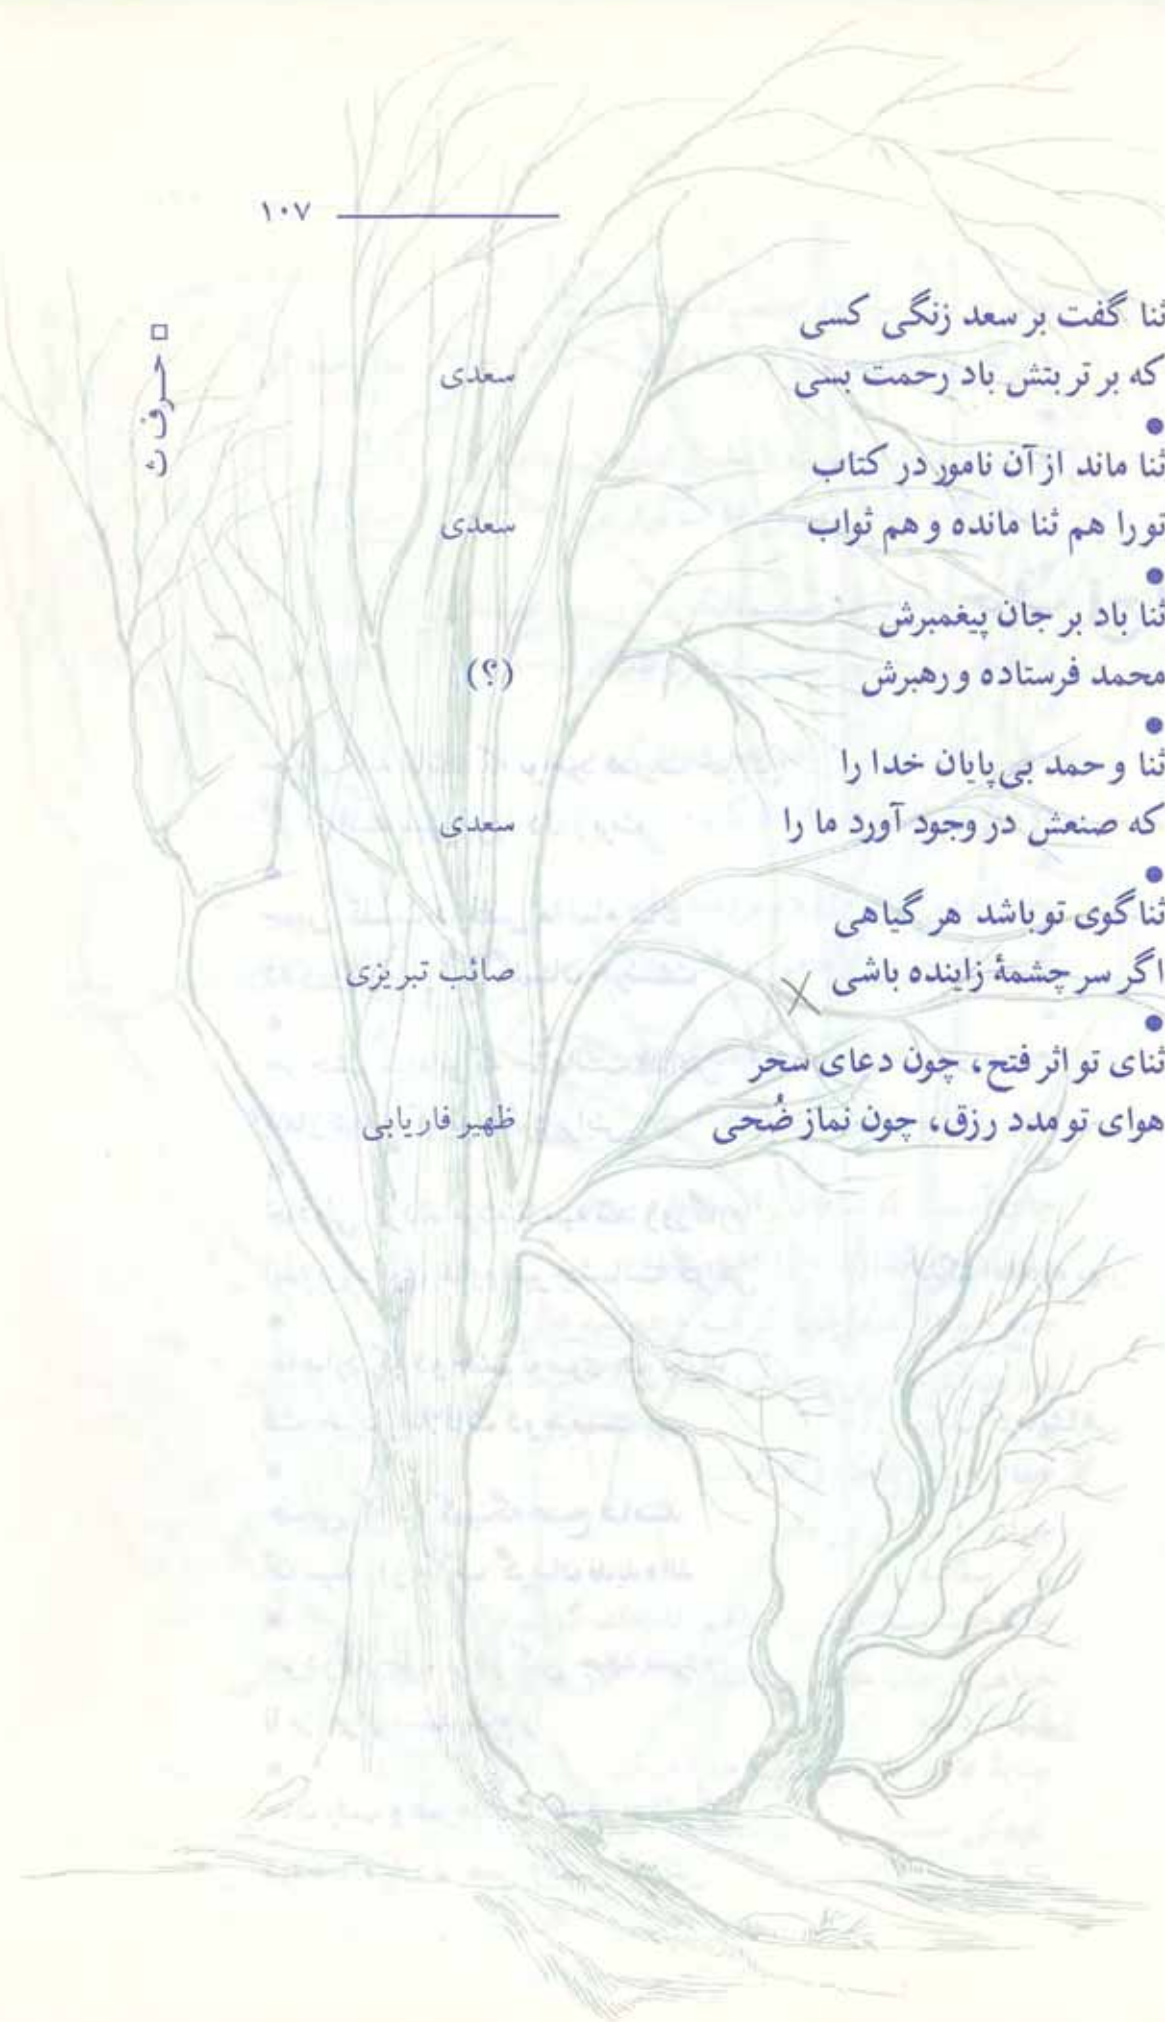 ۱۰۷
□ حرف ث
ثنا گفت بر سعد زنگی کسی
که بر تربتش باد رحمت بسی سعدی
●
ثنا ماند از آن نامور در کتاب
تو را هم ثنا مانده و هم ثواب سعدی
●
ثنا باد بر جان پیغمبرش
محمد فرستاده و رهبرش (؟)
●
ثنا و حمد بی‌پایان خدا را
که صنعش در وجود آورد ما را سعدی
●
ثنا گوی تو باشد هر گیاهی
اگر سر چشمهٔ زاینده باشی صائب تبریزی
●
ثنای تو اثر فتح، چون دعای سحر
هوای تو مدد رزق، چون نماز ضُحی ظهیر فاریابی